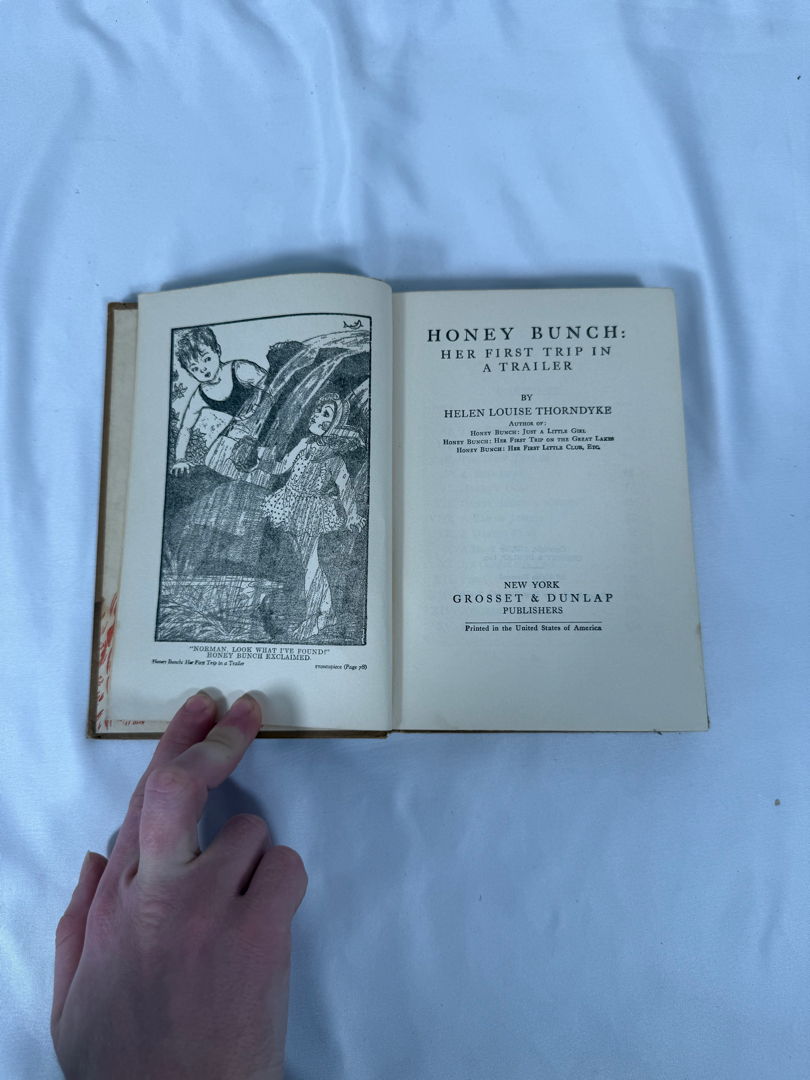 "NORMAN, LOOK WHAT I'VE FOUND!"
HONEY BUNCH EXCLAIMED.
Honey Bunch: Her First Trip in a Trailer
Frontispiece (Page 78)
HONEY BUNCH:
HER FIRST TRIP IN
A TRAILER
BY
HELEN LOUISE THORNDYKE
AUTHOR OF:
HONEY BUNCH: JUST A LITTLE GIRL
HONEY BUNCH: HER FIRST TRIP ON THE GREAT LAKES
HONEY BUNCH: HER FIRST LITTLE CLUB, ETC.
NEW YORK
GROSSET & DUNLAP
PUBLISHERS
Printed in the United States of America